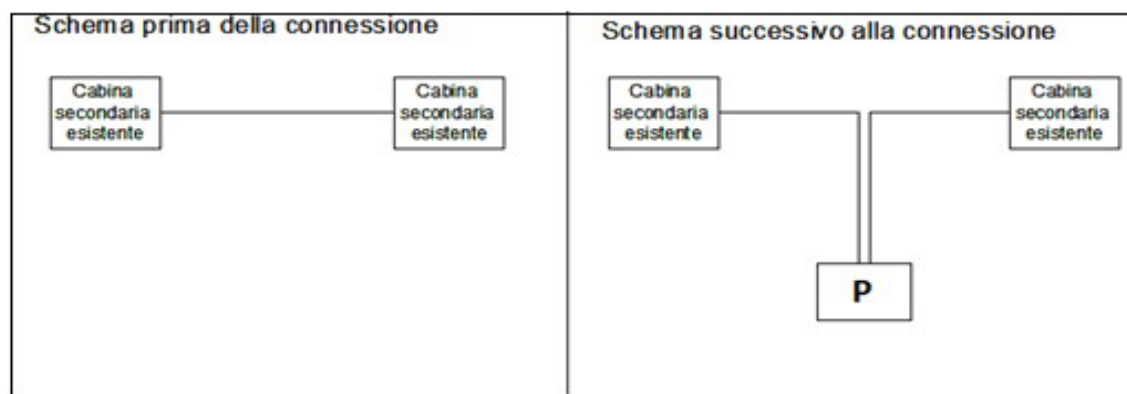 Schema prima della connessione
Cabina
secondaria
esistente
Cabina
secondaria
esistente
Schema successivo alla connessione
Cabina
secondaria
esistente
Cabina
secondaria
esistente
P